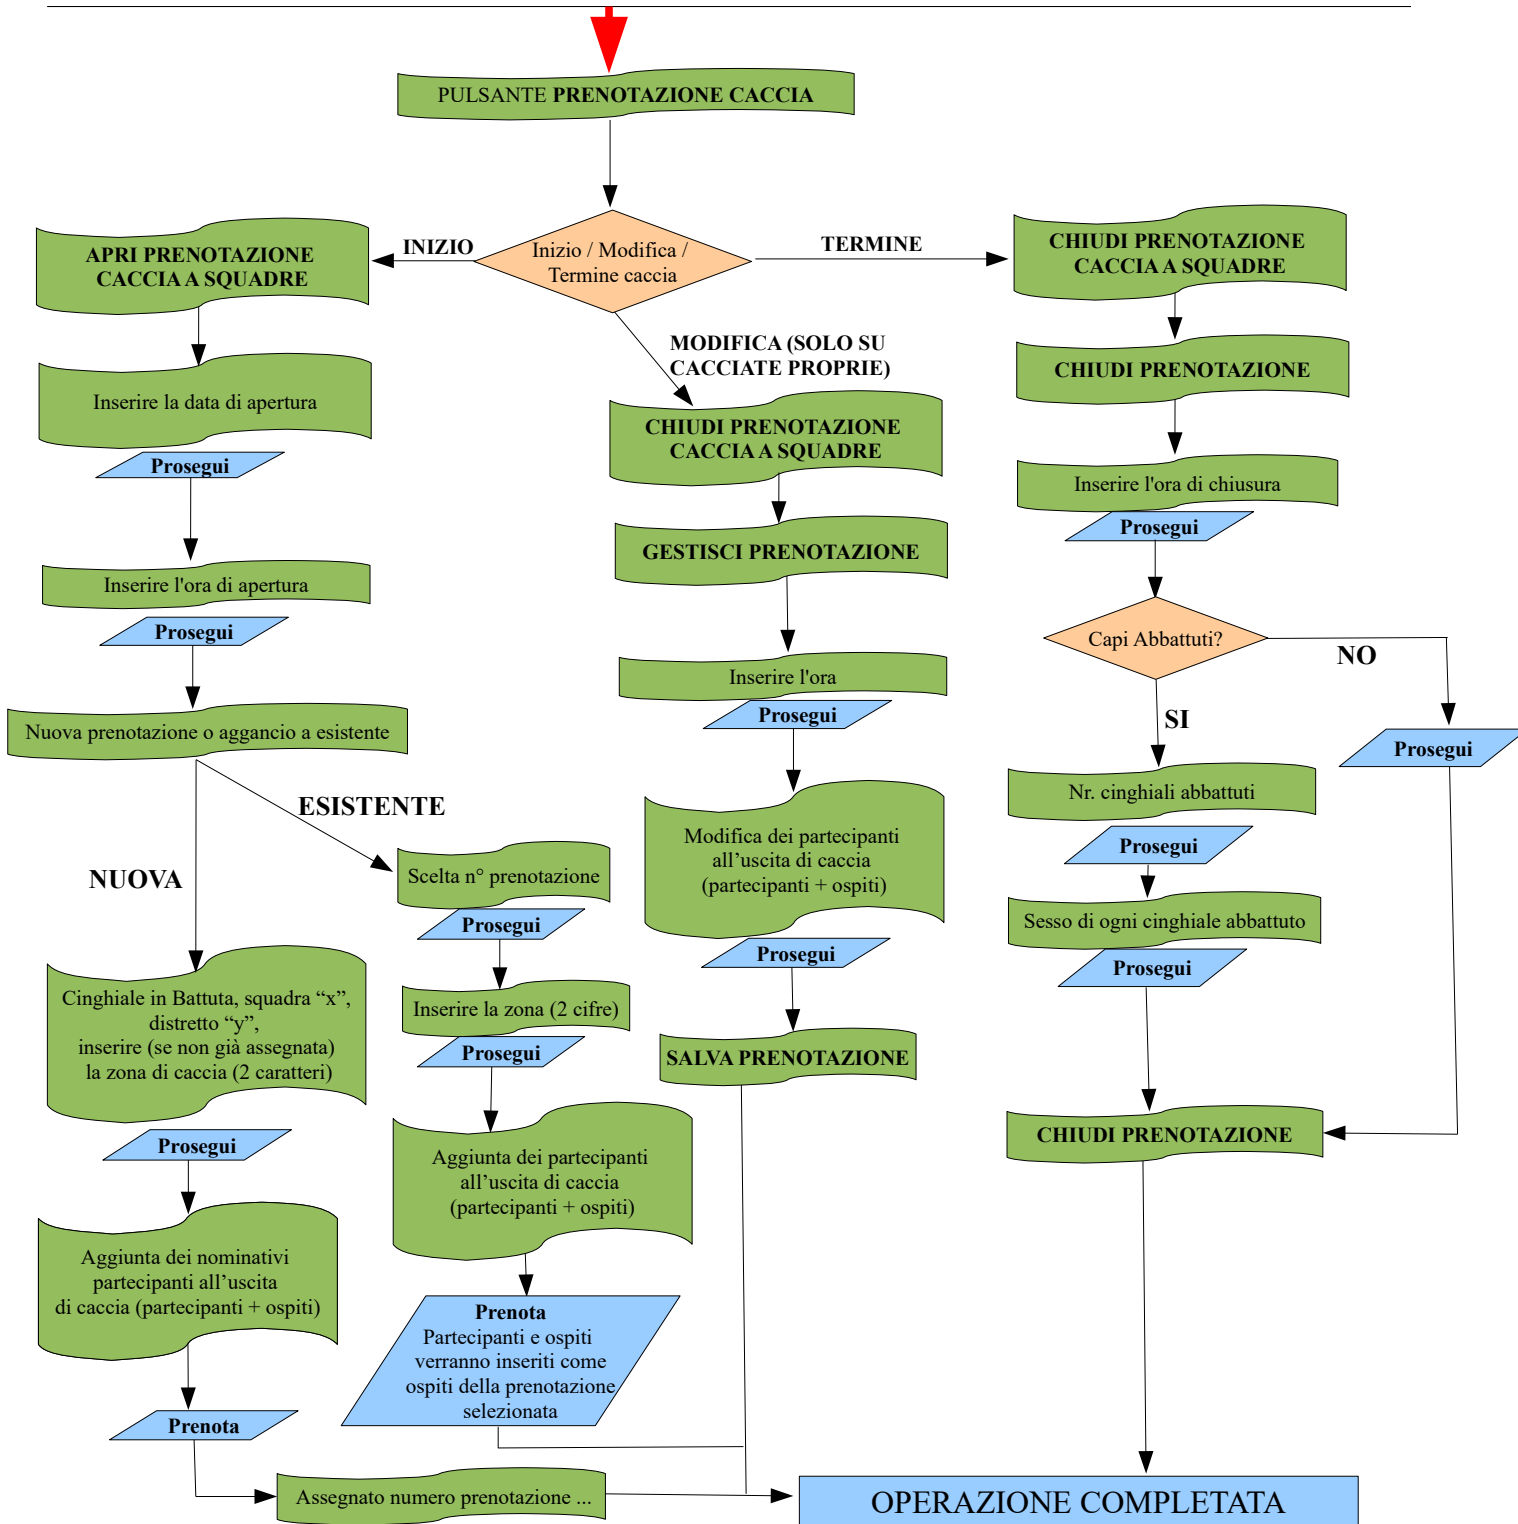 PULSANTE PRENOTAZIONE CACCIA
Inizio / Modifica /
Termine caccia
INIZIO
APRI PRENOTAZIONE
CACCIA A SQUADRE
Inserire la data di apertura
Prosegui
Inserire l'ora di apertura
Prosegui
Nuova prenotazione o aggancio a esistente
NUOVA
Cinghiale in Battuta, squadra “x”,
distretto “y”,
inserire (se non già assegnata)
la zona di caccia (2 caratteri)
Prosegui
Aggiunta dei nominativi
partecipanti all’uscita
di caccia (partecipanti + ospiti)
Prenota
Assegnato numero prenotazione ...
ESISTENTE
Scelta n° prenotazione
Prosegui
Inserire la zona (2 cifre)
Prosegui
Aggiunta dei partecipanti
all’uscita di caccia
(partecipanti + ospiti)
Prenota
Partecipanti e ospiti
verranno inseriti come
ospiti della prenotazione
selezionata
MODIFICA (SOLO SU
CACCIATE PROPRIE)
CHIUDI PRENOTAZIONE
CACCIA A SQUADRE
GESTISCI PRENOTAZIONE
Inserire l'ora
Prosegui
Modifica dei partecipanti
all’uscita di caccia
(partecipanti + ospiti)
Prosegui
SALVA PRENOTAZIONE
TERMINE
CHIUDI PRENOTAZIONE
CACCIA A SQUADRE
CHIUDI PRENOTAZIONE
Inserire l'ora di chiusura
Prosegui
Capi Abbattuti?
NO
Prosegui
SI
Nr. cinghiali abbattuti
Prosegui
Sesso di ogni cinghiale abbattuto
Prosegui
CHIUDI PRENOTAZIONE
OPERAZIONE COMPLETATA